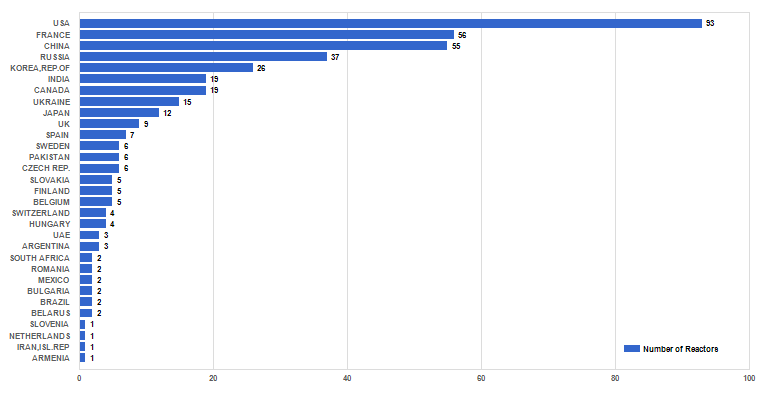 USA 93
FRANCE 56
CHINA 55
RUSSIA 37
KOREA,REP.OF 26
INDIA 19
CANADA 19
UKRAINE 15
JAPAN 12
UK 9
SPAIN 7
SWEDEN 6
PAKISTAN 6
CZECH REP. 6
SLOVAKIA 5
FINLAND 5
BELGIUM 5
SWITZERLAND 4
HUNGARY 4
UAE 3
ARGENTINA 3
SOUTH AFRICA 2
ROMANIA 2
MEXICO 2
BULGARIA 2
BRAZIL 2
BELARUS 2
SLOVENIA 1
NETHERLANDS 1
IRAN,ISL.REP 1
ARMENIA 1
Number of Reactors
0 20 40 60 80 100